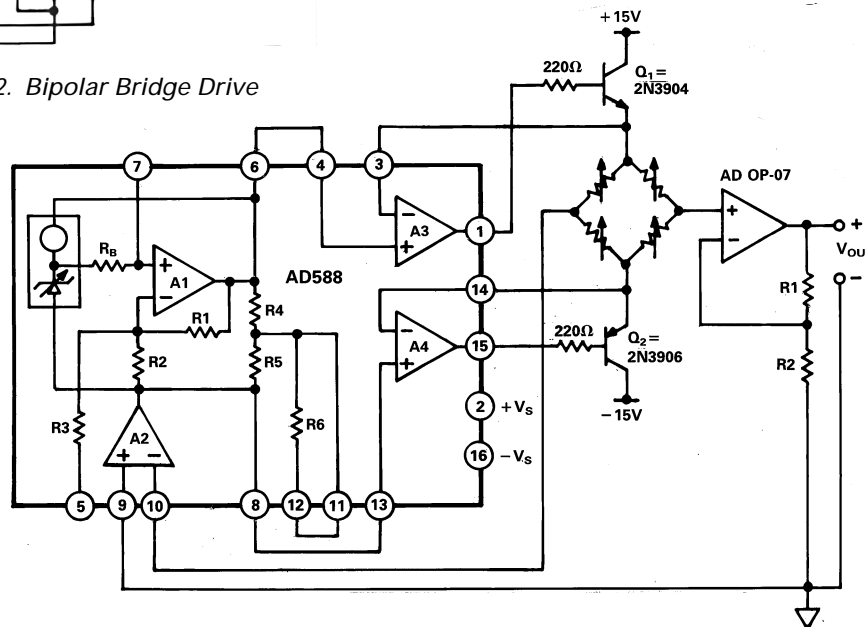 2. Bipolar Bridge Drive
+15V
220Ω
Q1=
2N3904
7
6
4
3
AD OP-07
RB
A1
AD588
A3
1
+
VOU
−
R1
R4
14
R1
R2
R5
A4
220Ω
15
Q2=
2N3906
R2
R3
A2
R6
2
+VS
−15V
16
−VS
5
9
10
8
12
11
13